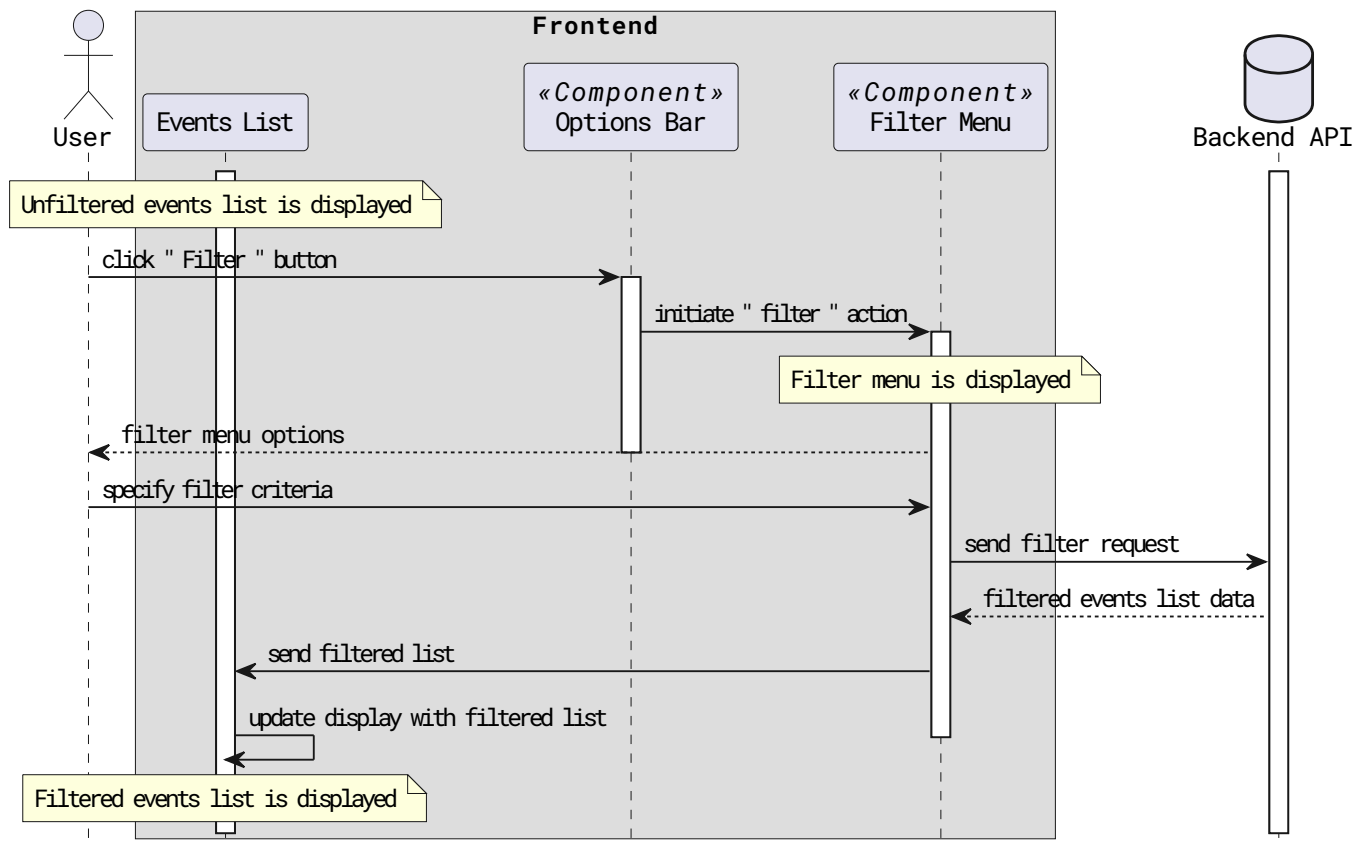 Frontend
«Component»
«Component»
User
Events List
Options Bar
Filter Menu
Backend API
Unfiltered events list is displayed
click " Filter " button
initiate " filter " action
Filter menu is displayed
filter menu options
specify filter criteria
send filter request
filtered events list data
send filtered list
update display with filtered list
Filtered events list is displayed